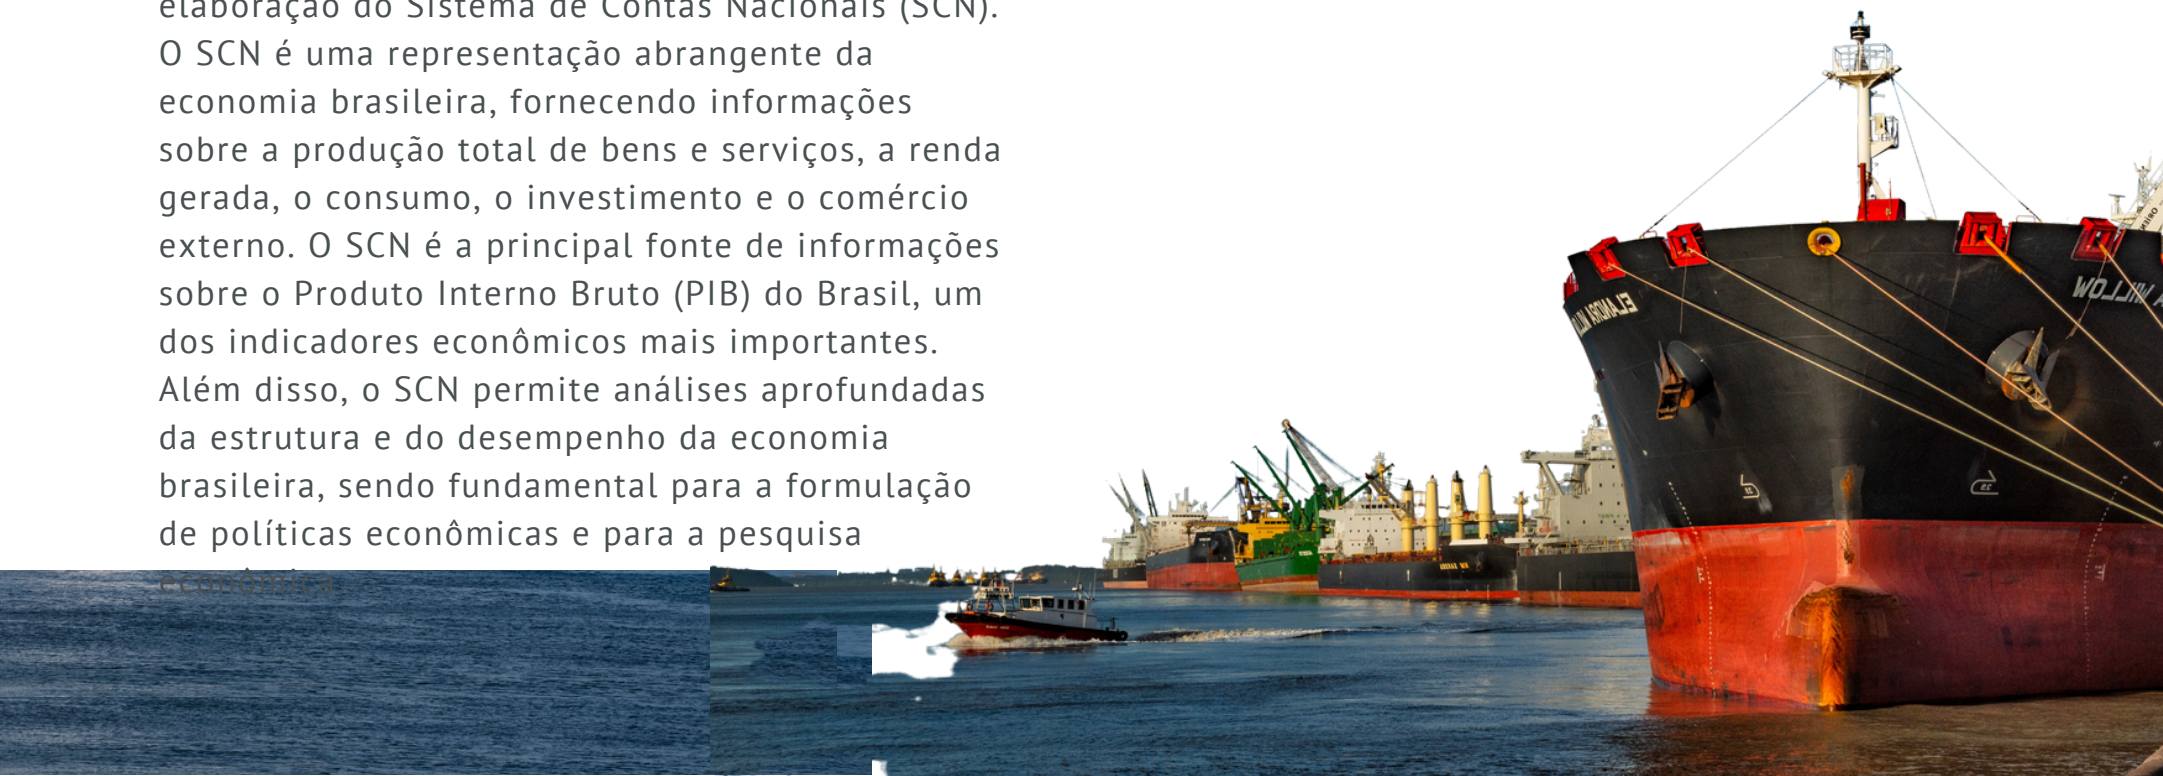 elaboração do Sistema de Contas Nacionais (SCN).
O SCN é uma representação abrangente da
economia brasileira, fornecendo informações
sobre a produção total de bens e serviços, a renda
gerada, o consumo, o investimento e o comércio
externo. O SCN é a principal fonte de informações
sobre o Produto Interno Bruto (PIB) do Brasil, um
dos indicadores econômicos mais importantes.
Além disso, o SCN permite análises aprofundadas
da estrutura e do desempenho da economia
brasileira, sendo fundamental para a formulação
de políticas econômicas e para a pesquisa
econômica.
ELANDRA WILL
A WILLOW